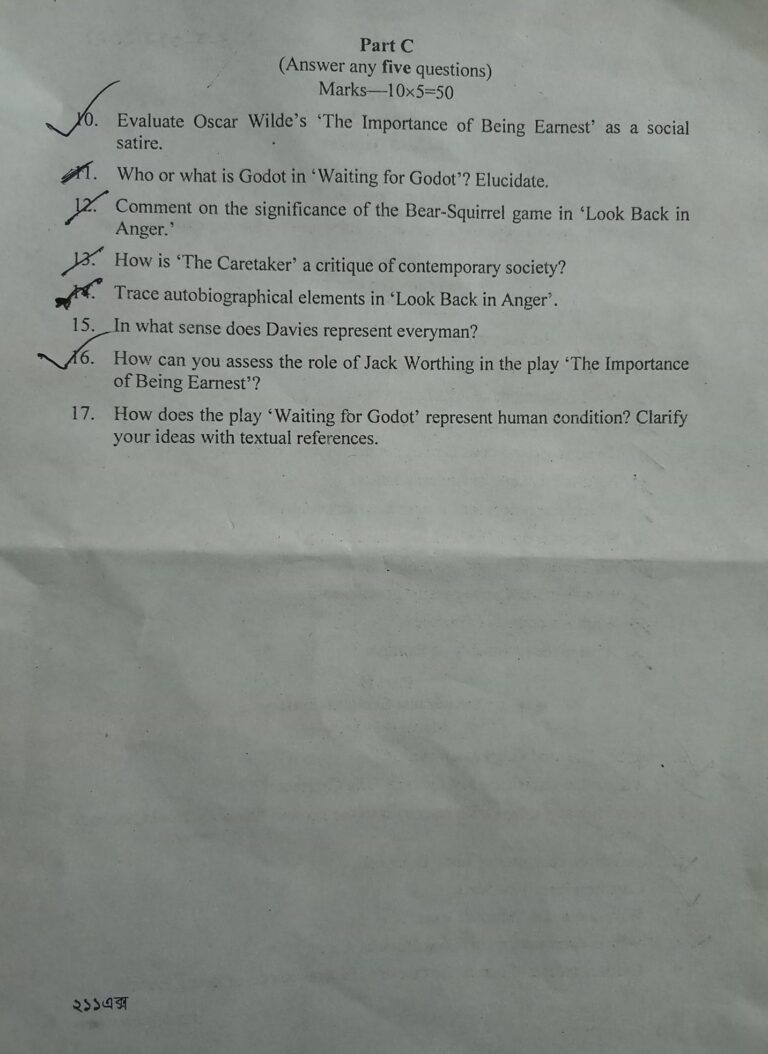 Part C
(Answer any five questions)
Marks—10×5=50
10. Evaluate Oscar Wilde's 'The Importance of Being Earnest' as a social
satire.
11. Who or what is Godot in 'Waiting for Godot'? Elucidate.
12. Comment on the significance of the Bear-Squirrel game in 'Look Back in
Anger.'
13. How is 'The Caretaker' a critique of contemporary society?
14. Trace autobiographical elements in 'Look Back in Anger'.
15. In what sense does Davies represent everyman?
16. How can you assess the role of Jack Worthing in the play 'The Importance
of Being Earnest'?
17. How does the play 'Waiting for Godot' represent human condition? Clarify
your ideas with textual references.
২১১এক্স